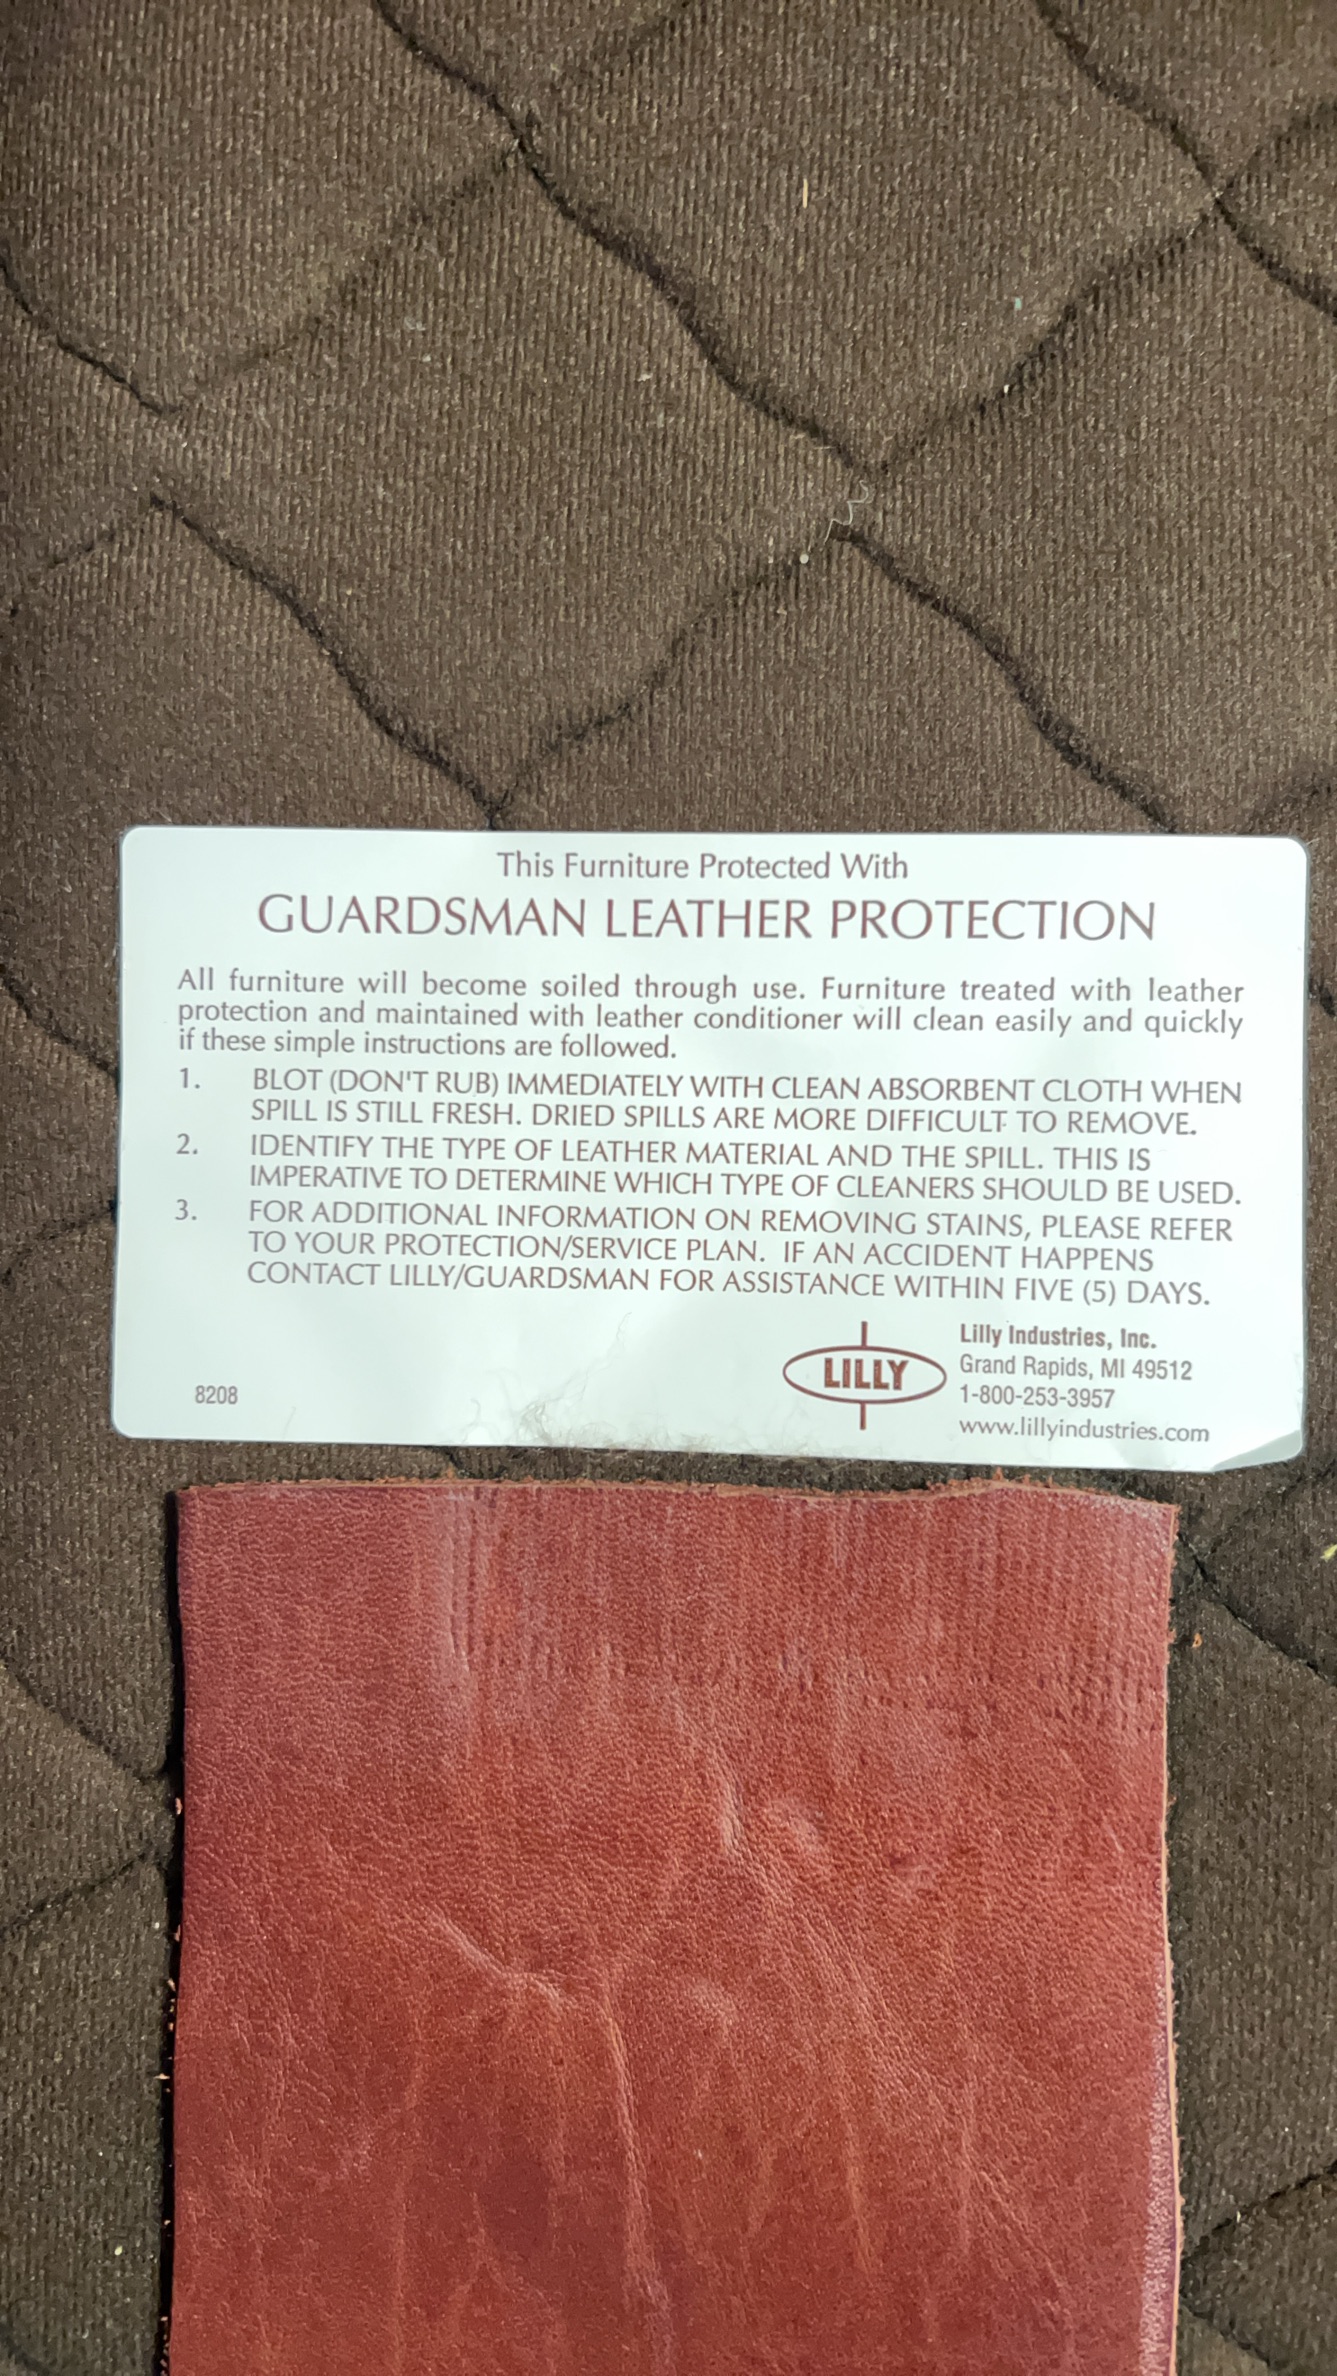 This Furniture Protected With
GUARDSMAN LEATHER PROTECTION
All furniture will become soiled through use. Furniture treated with leather
protection and maintained with leather conditioner will clean easily and quickly
if these simple instructions are followed.
1. BLOT (DON'T RUB) IMMEDIATELY WITH CLEAN ABSORBENT CLOTH WHEN
SPILL IS STILL FRESH. DRIED SPILLS ARE MORE DIFFICULT TO REMOVE.
2. IDENTIFY THE TYPE OF LEATHER MATERIAL AND THE SPILL. THIS IS
IMPERATIVE TO DETERMINE WHICH TYPE OF CLEANERS SHOULD BE USED.
3. FOR ADDITIONAL INFORMATION ON REMOVING STAINS, PLEASE REFER
TO YOUR PROTECTION/SERVICE PLAN. IF AN ACCIDENT HAPPENS
CONTACT LILLY/GUARDSMAN FOR ASSISTANCE WITHIN FIVE (5) DAYS.
8208
LILLY
Lilly Industries, Inc.
Grand Rapids, MI 49512
1-800-253-3957
www.lillyindustries.com